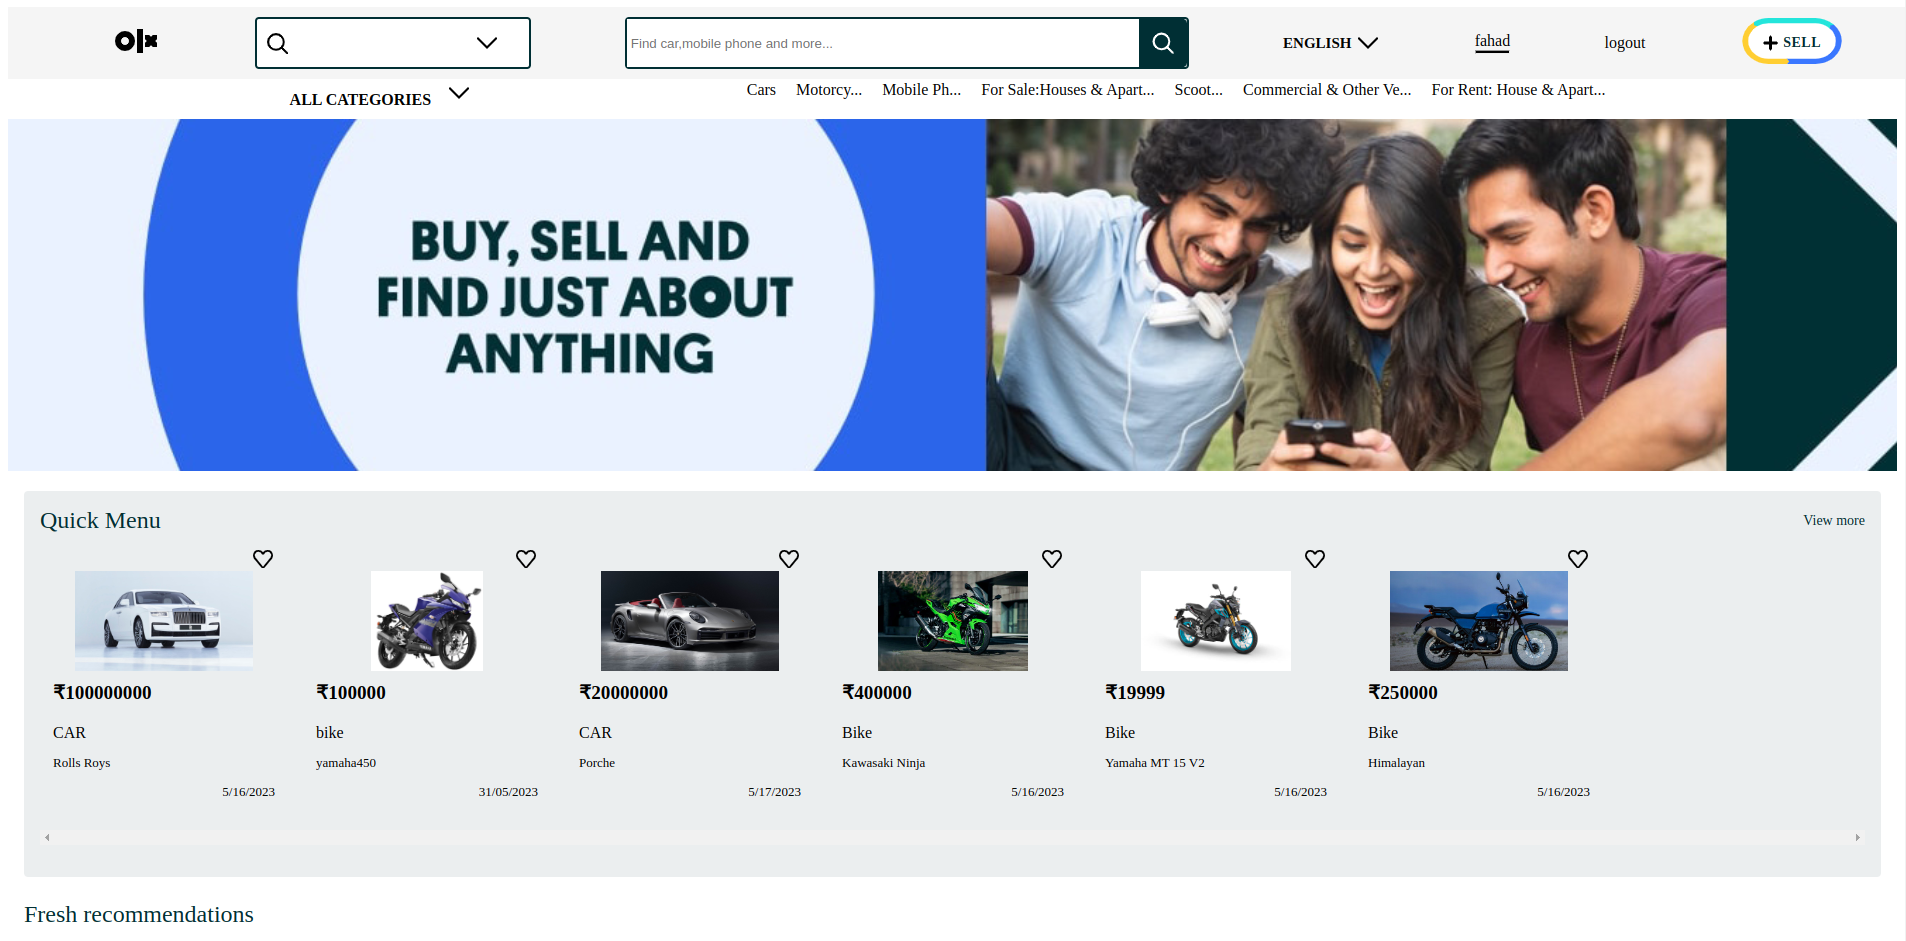 olx
Find car,mobile phone and more...
ENGLISH
fahad
logout
SELL
ALL CATEGORIES
Cars
Motorcy...
Mobile Ph...
For Sale:Houses & Apart...
Scoot...
Commercial & Other Ve...
For Rent: House & Apart...
BUY, SELL AND
FIND JUST ABOUT
ANYTHING
Quick Menu
View more
₹100000000
CAR
Rolls Roys
5/16/2023
₹100000
bike
yamaha450
31/05/2023
₹20000000
CAR
Porche
5/17/2023
₹400000
Bike
Kawasaki Ninja
5/16/2023
₹19999
Bike
Yamaha MT 15 V2
5/16/2023
₹250000
Bike
Himalayan
5/16/2023
Fresh recommendations